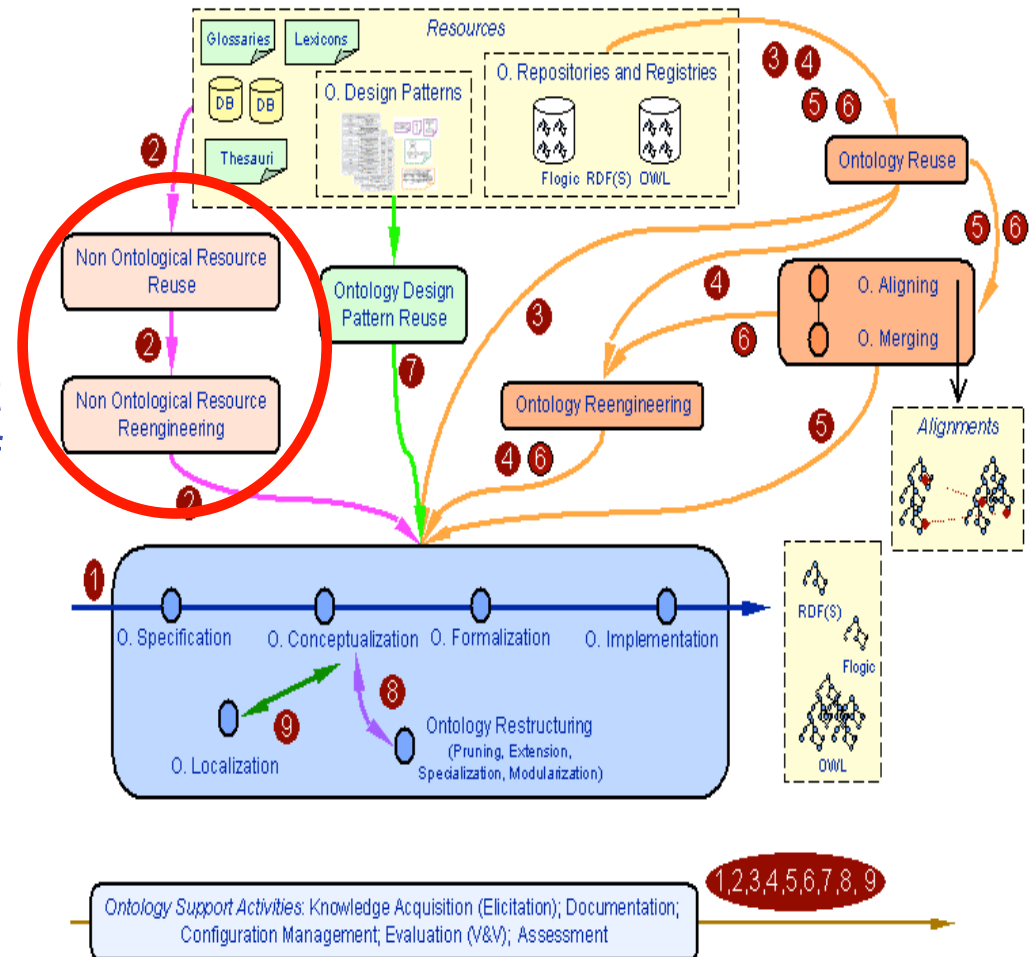 Resources
Glossaries
Lexicons
DB
DB
Thesauri
O. Design Patterns
O. Repositories and Registries
Flogic RDF(S) OWL
3
4
5
6
Ontology Reuse
2
Non Ontological Resource
Reuse
2
Non Ontological Resource
Reengineering
2
Ontology Design
Pattern Reuse
7
3
4
5
6
O. Aligning
O. Merging
6
Ontology Reengineering
4
6
5
Alignments
1
O. Specification
O. Conceptualization
O. Formalization
O. Implementation
8
9
O. Localization
Ontology Restructuring
(Pruning, Extension,
Specialization, Modularization)
RDF(S)
Flogic
OWL
1,2,3,4,5,6,7,8, 9
Ontology Support Activities: Knowledge Acquisition (Elicitation); Documentation;
Configuration Management; Evaluation (V&V); Assessment